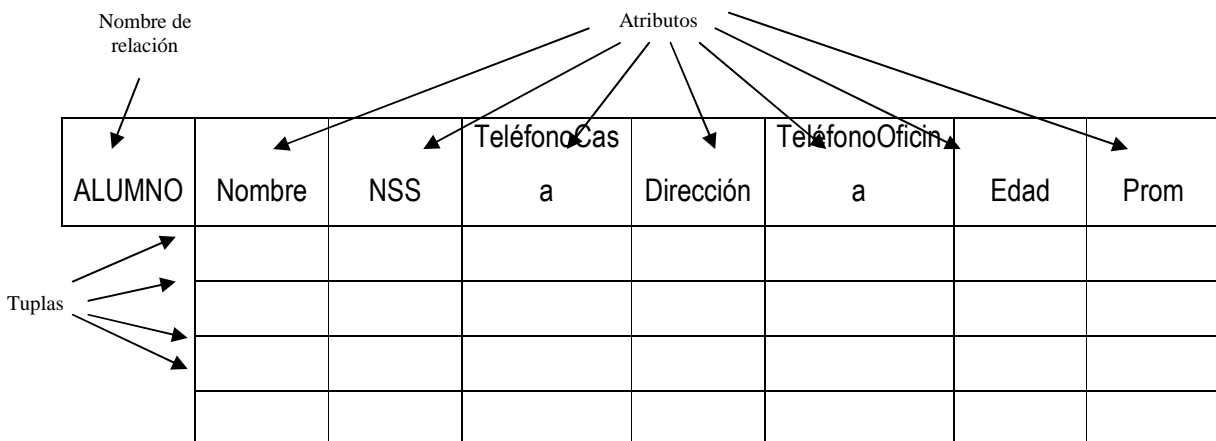 Nombre de
relación
Atributos
TeléfonoCas TeléfonoOficin
ALUMNO Nombre NSS a Dirección a Edad Prom
Tuplas